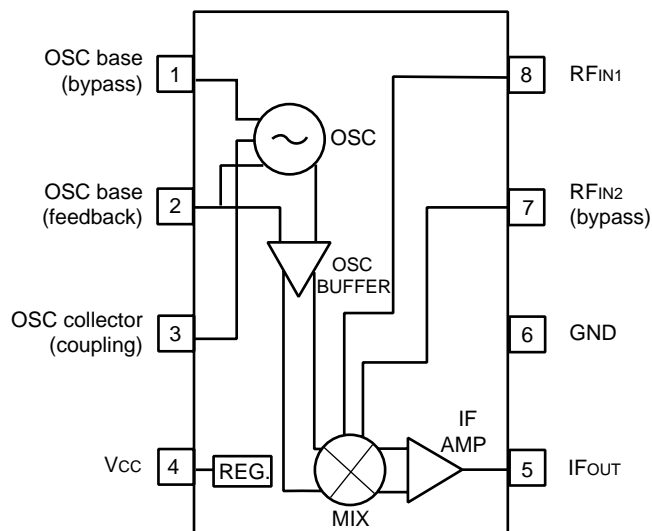 OSC base
(bypass)
1
8
RFIN1
OSC
OSC base
(feedback)
2
7
RFIN2
(bypass)
OSC
BUFFER
OSC collector
(coupling)
3
6
GND
IF
AMP
VCC
4
REG.
5
IFOUT
MIX